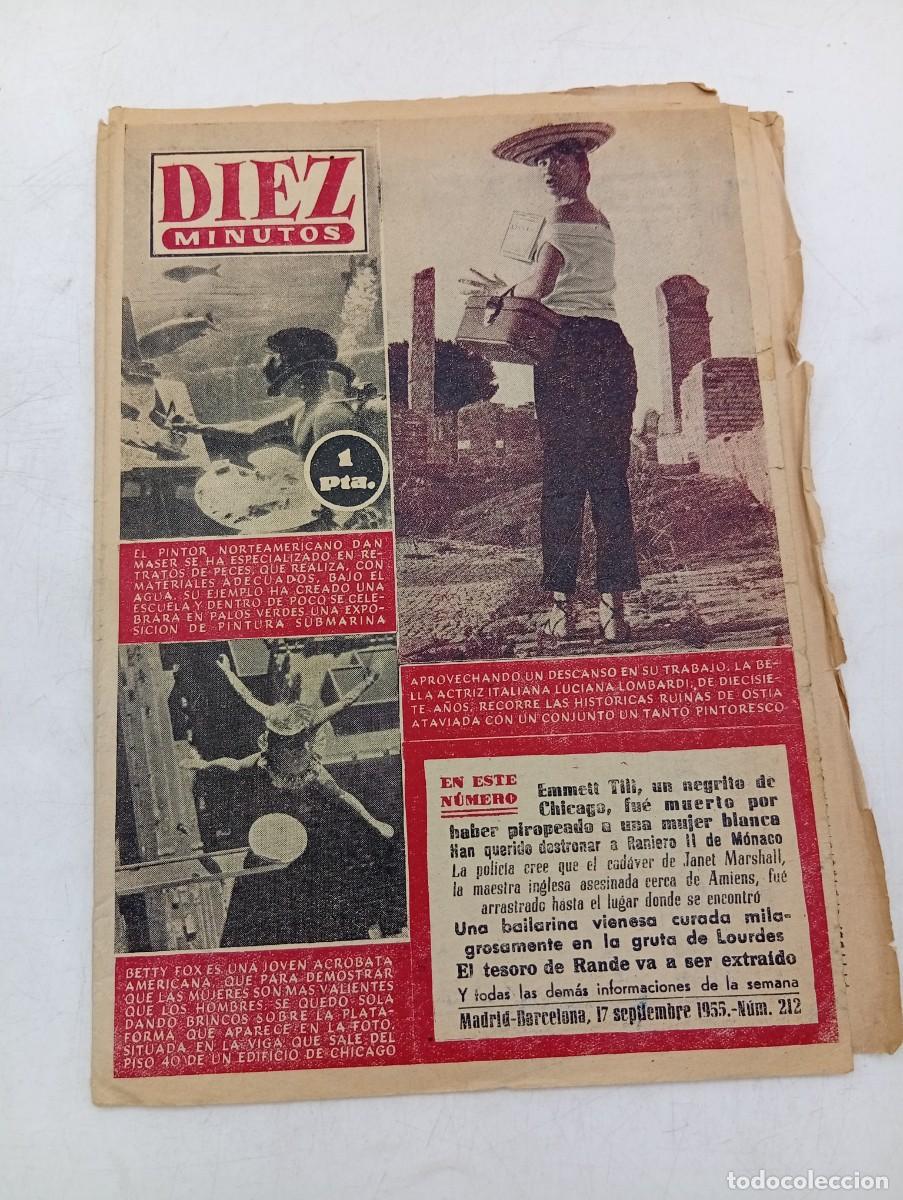 DIEZ
MINUTOS
1
Pta.
EL PINTOR NORTEAMERICANO DAN
MASER SE HA ESPECIALIZADO EN RE-
TRATOS DE PECES, QUE REALIZA, CON
MATERIALES ADECUADOS, BAJO EL
AGUA. SU EJEMPLO HA CREADO UNA
ESCUELA Y DENTRO DE POCO SE CELE-
BRARA EN PALOS VERDES UNA EXPO-
SICION DE PINTURA SUBMARINA
APROVECHANDO UN DESCANSO EN SU TRABAJO, LA BE-
LLA ACTRIZ ITALIANA LUCIANA LOMBARDI, DE DIECISIE-
TE AÑOS, RECORRE LAS HISTÓRICAS RUINAS DE OSTIA
ATAVIADA CON UN CONJUNTO UN TANTO PINTORESCO
BETTY FOX ES UNA JOVEN ACROBATA
AMERICANA, QUE PARA DEMOSTRAR
QUE LAS MUJERES SON MAS VALIENTES
QUE LOS HOMBRES, SE QUEDO SOLA
DANDO BRINCOS SOBRE LA PLATA-
FORMA QUE APARECE EN LA FOTO,
SITUADA EN LA VIGA QUE SALE DEL
PISO 40 DE UN EDIFICIO DE CHICAGO
EN ESTE
NÚMERO
Emmett Till, un negrito de
Chicago, fué muerto por
haber piropeado a una mujer blanca
Han querido destronar a Raniero II de Mónaco
La policía cree que el cadáver de Janet Marshall,
la maestra inglesa asesinada cerca de Amiens, fué
arrastrado hasta el lugar donde se encontró
Una bailarina vienesa curada mila-
grosamente en la gruta de Lourdes
El tesoro de Rande va a ser extraído
Y todas las demás informaciones de la semana
Madrid-Barcelona, 17 septiembre 1955.-Núm. 212
todocoleccion